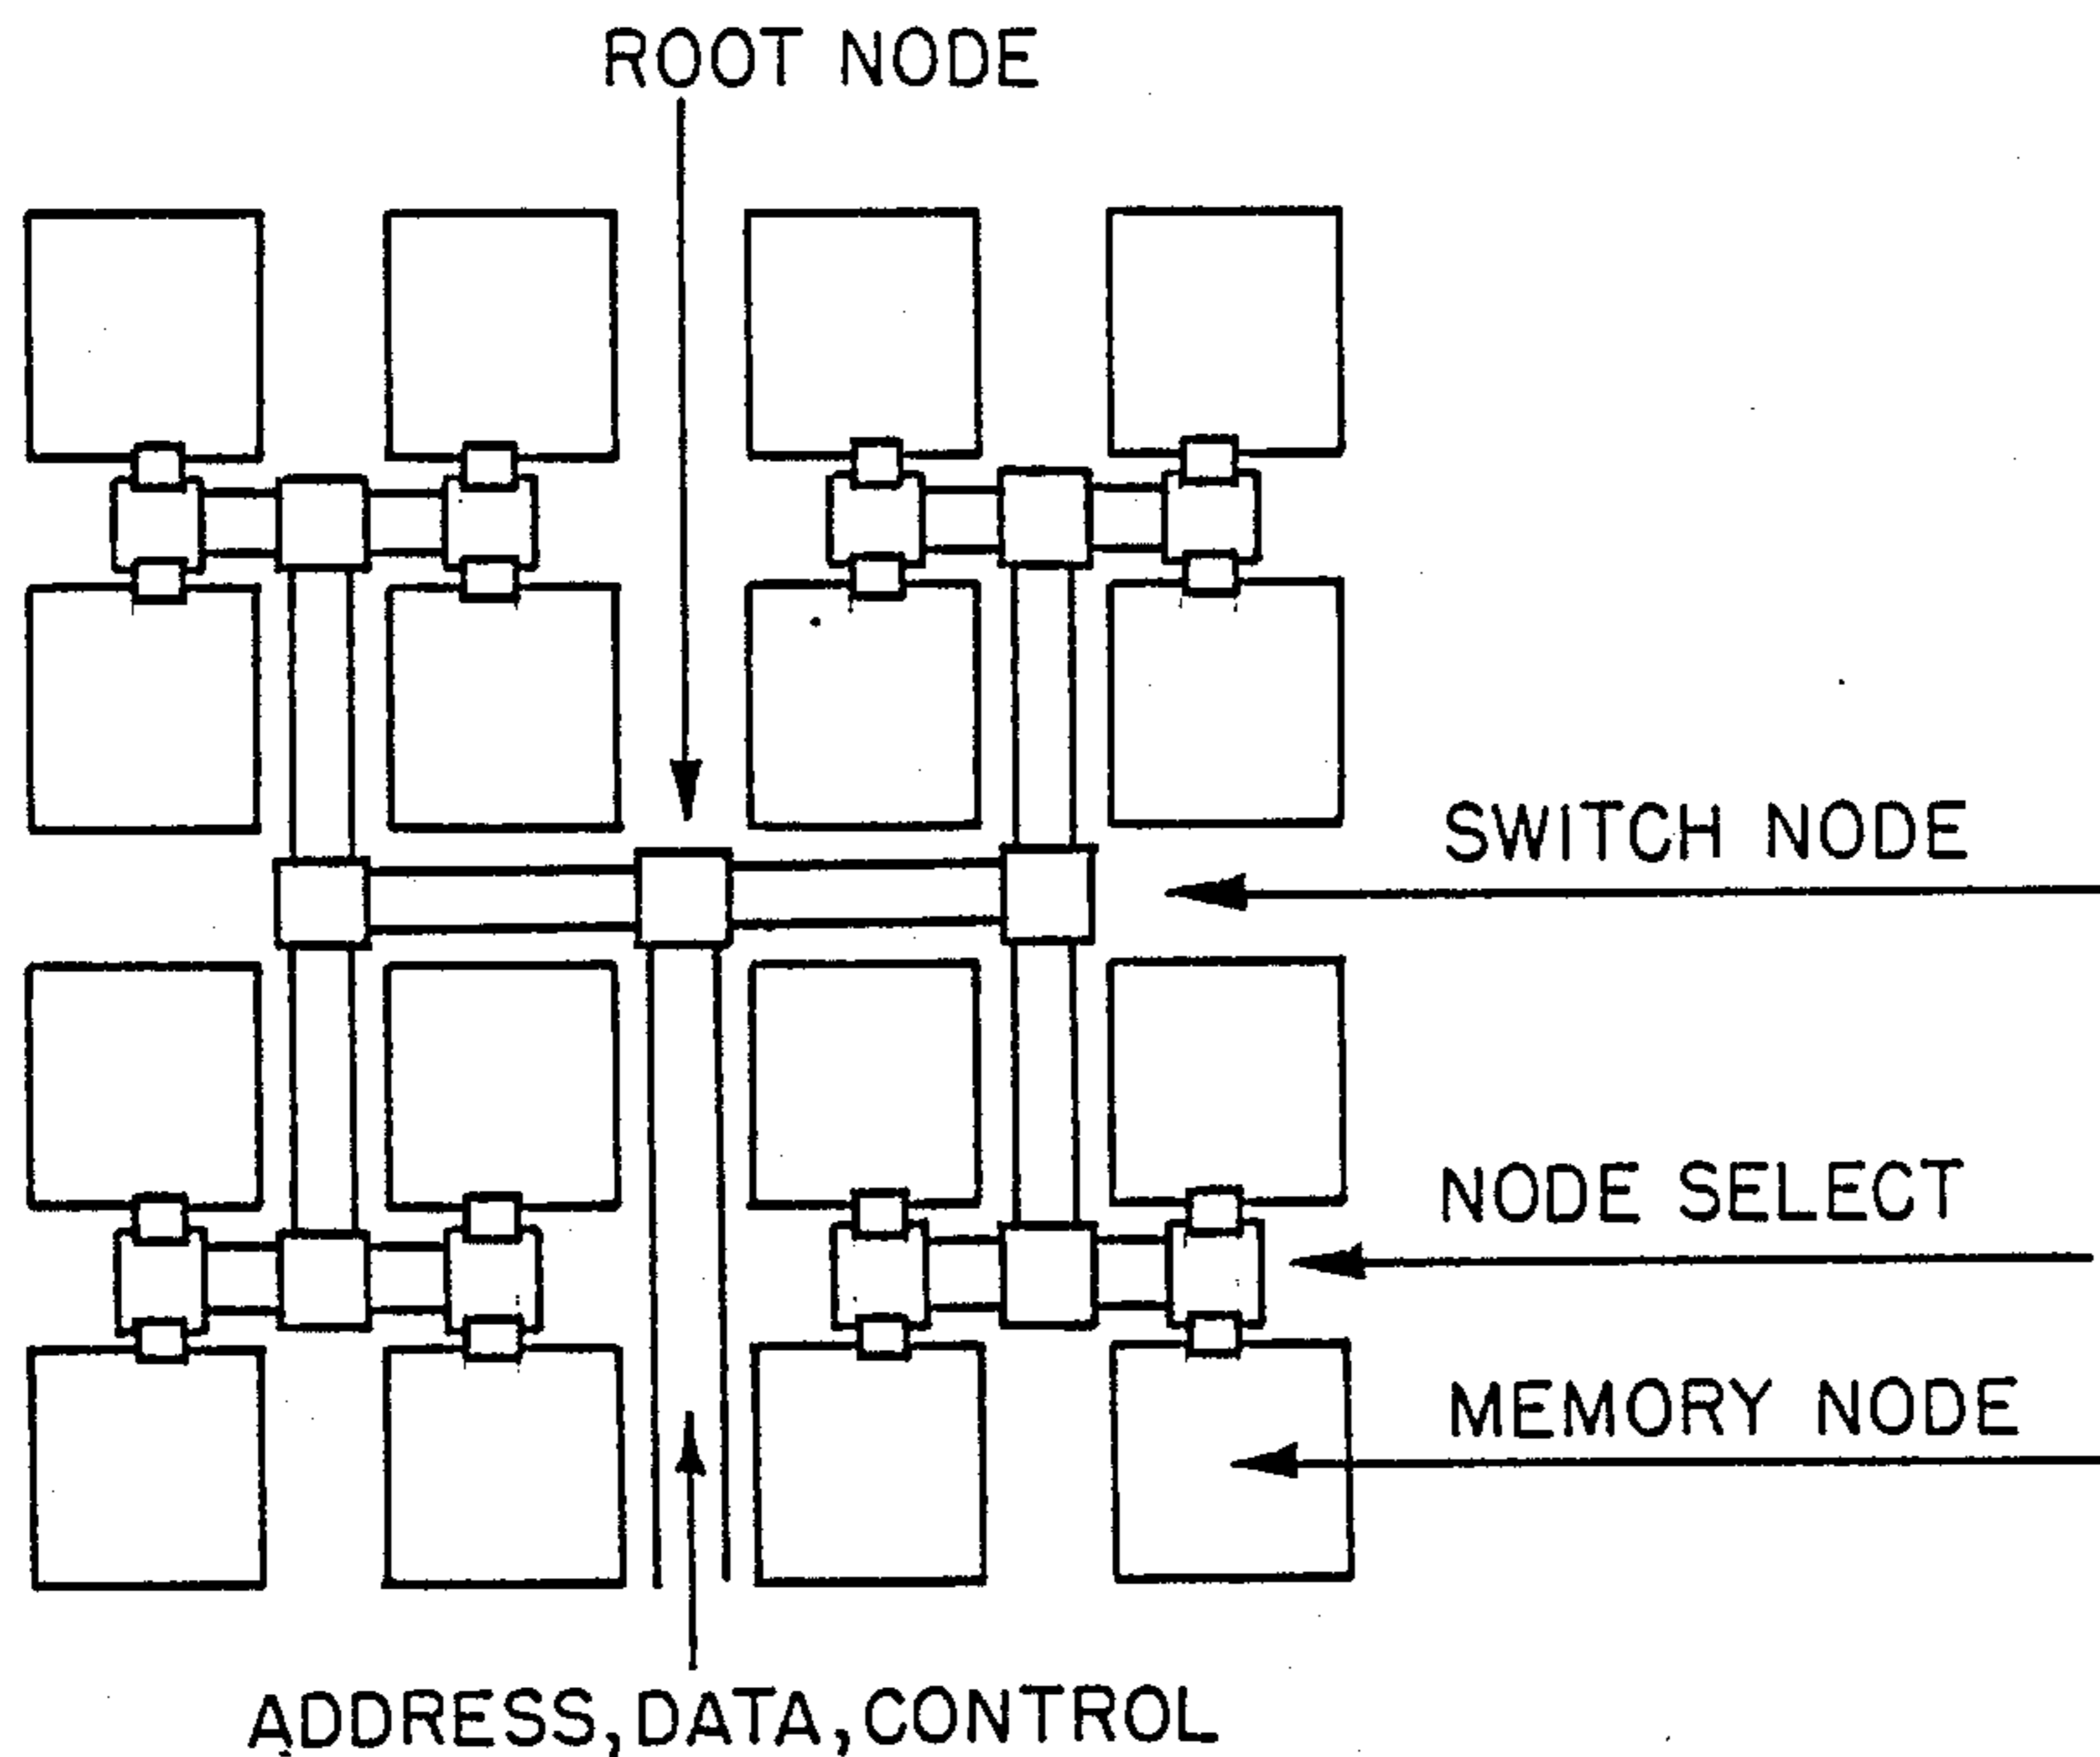 ROOT NODE
SWITCH NODE
NODE SELECT
MEMORY NODE
ADDRESS, DATA, CONTROL